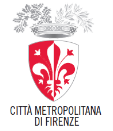 CITTÀ METROPOLITANA
DI FIRENZE